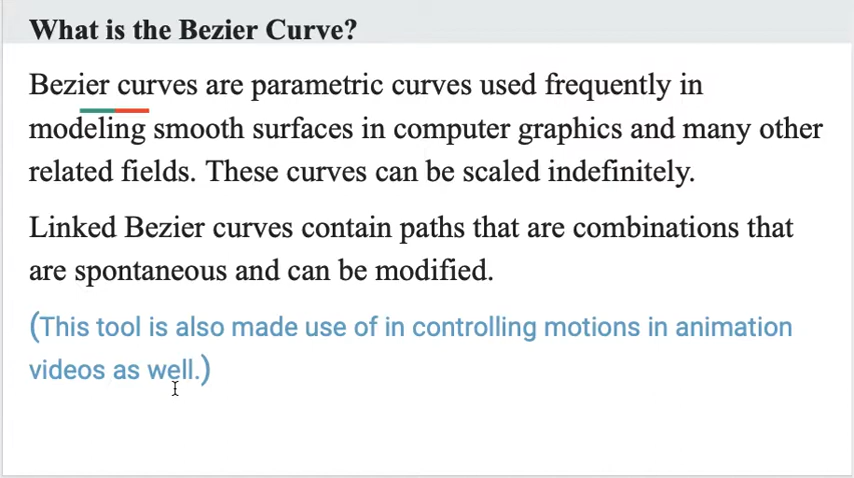 What is the Bezier Curve?
Bezier curves are parametric curves used frequently in
modeling smooth surfaces in computer graphics and many other
related fields. These curves can be scaled indefinitely.
Linked Bezier curves contain paths that are combinations that
are spontaneous and can be modified.
(This tool is also made use of in controlling motions in animation
videos as well.)